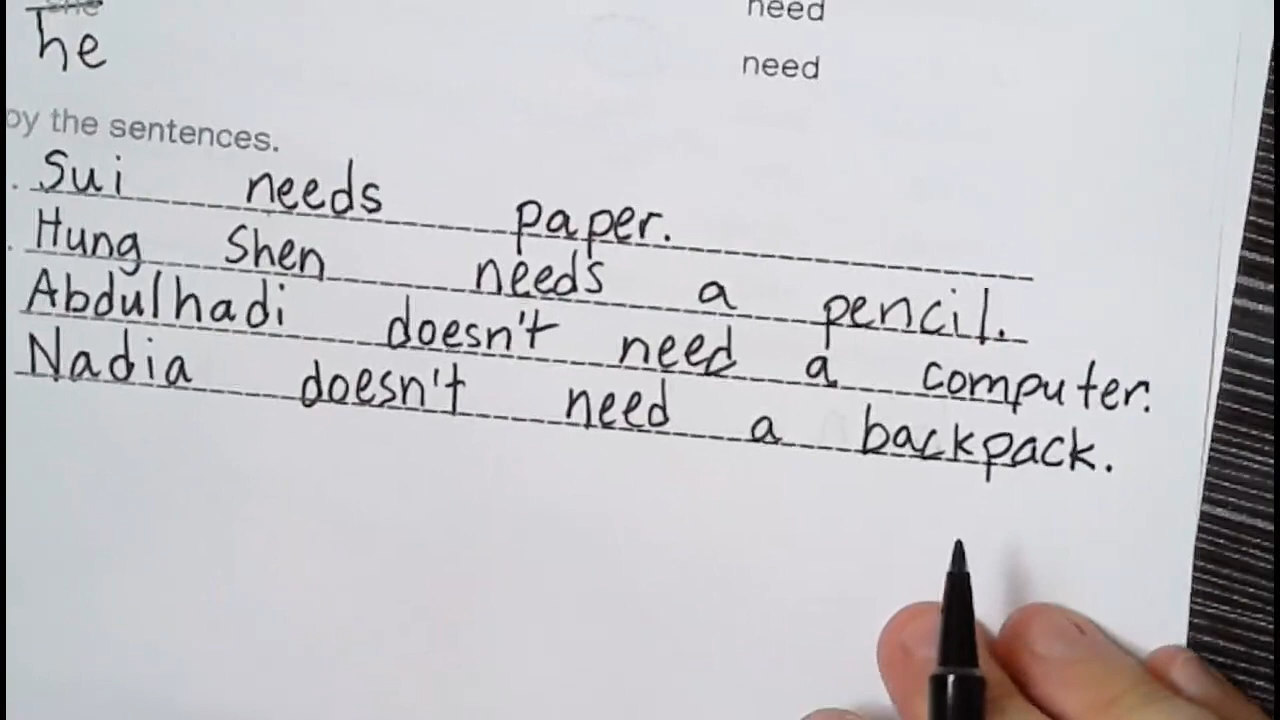 need
he
need
by the sentences.
Sui needs paper.
Hung Shen needs a pencil.
Abdulhadi doesn't need a computer.
Nadia doesn't need a backpack.